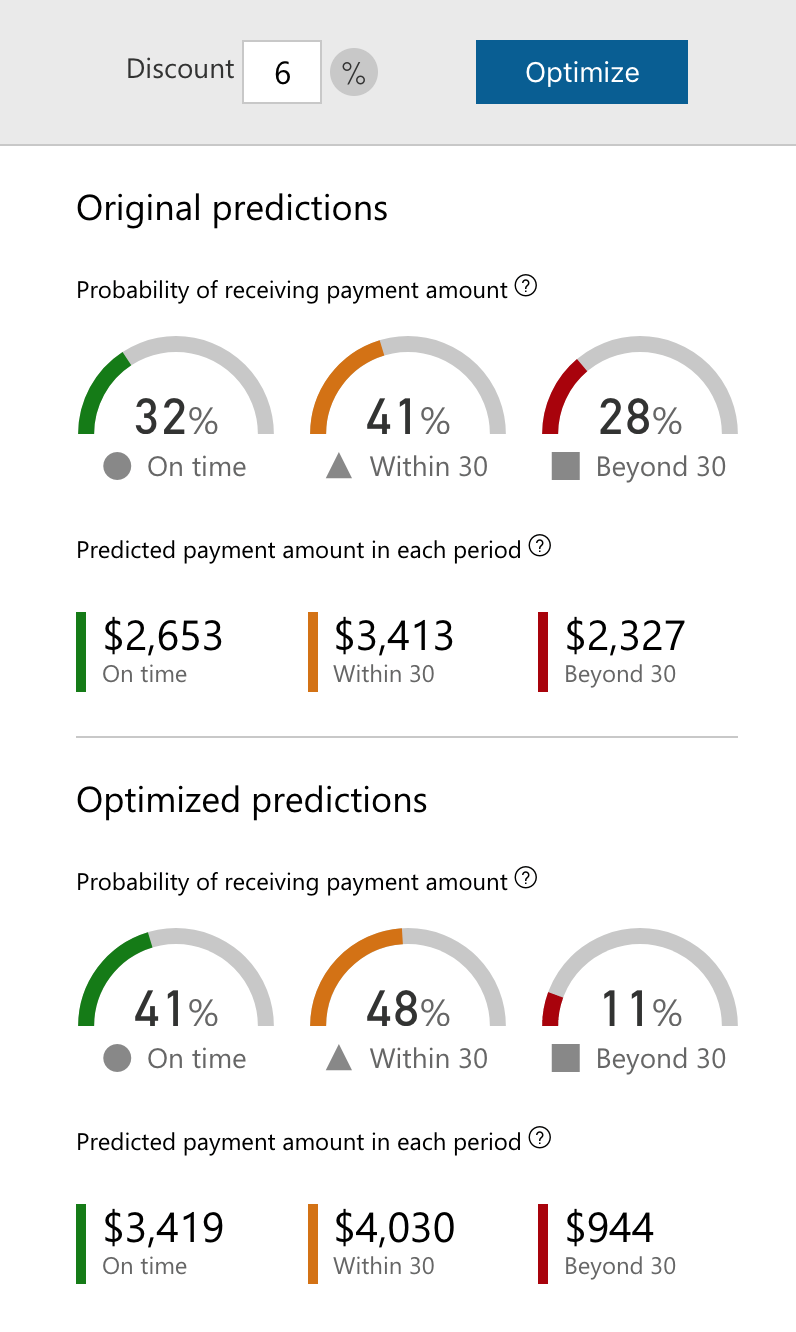 Discount 6 % Optimize
Original predictions
Probability of receiving payment amount ?
32% 41% 28%
On time Within 30 Beyond 30
Predicted payment amount in each period ?
$2,653 $3,413 $2,327
On time Within 30 Beyond 30
Optimized predictions
Probability of receiving payment amount ?
41% 48% 11%
On time Within 30 Beyond 30
Predicted payment amount in each period ?
$3,419 $4,030 $944
On time Within 30 Beyond 30